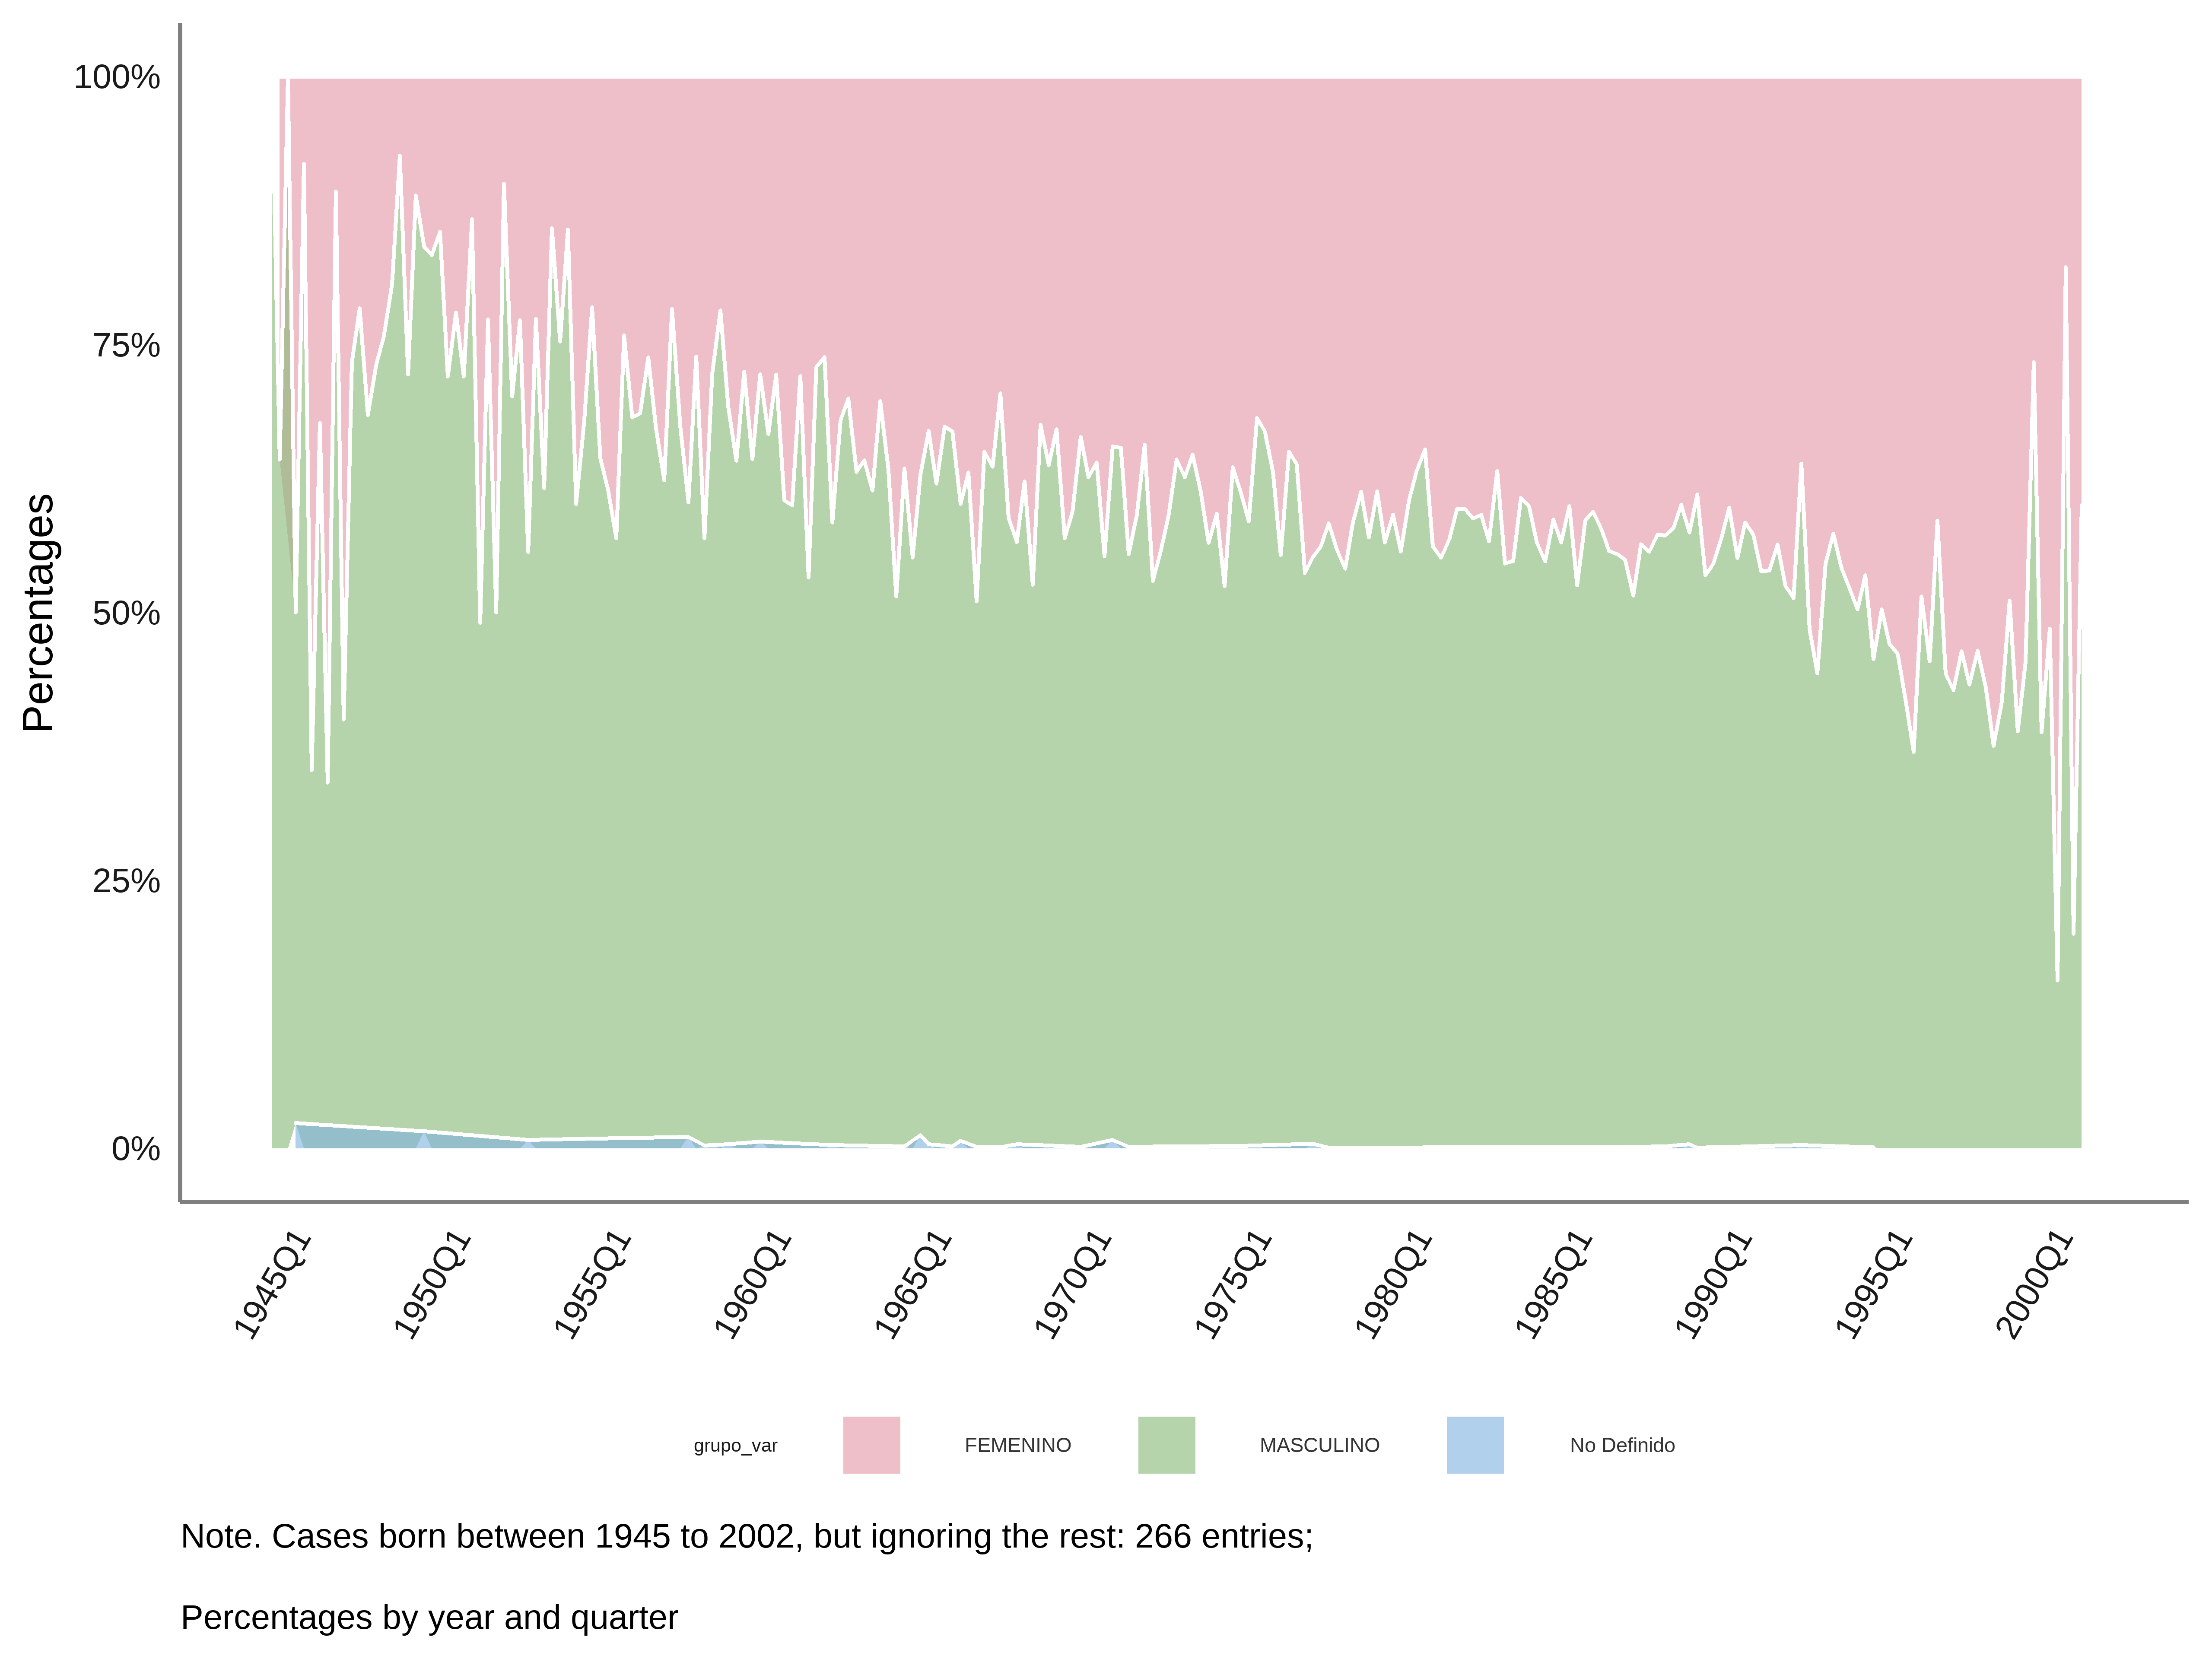 100%
75%
50%
25%
0%
Percentages
1945Q1
1950Q1
1955Q1
1960Q1
1965Q1
1970Q1
1975Q1
1980Q1
1985Q1
1990Q1
1995Q1
2000Q1
grupo_var
FEMENINO
MASCULINO
No Definido
Note. Cases born between 1945 to 2002, but ignoring the rest: 266 entries;
Percentages by year and quarter